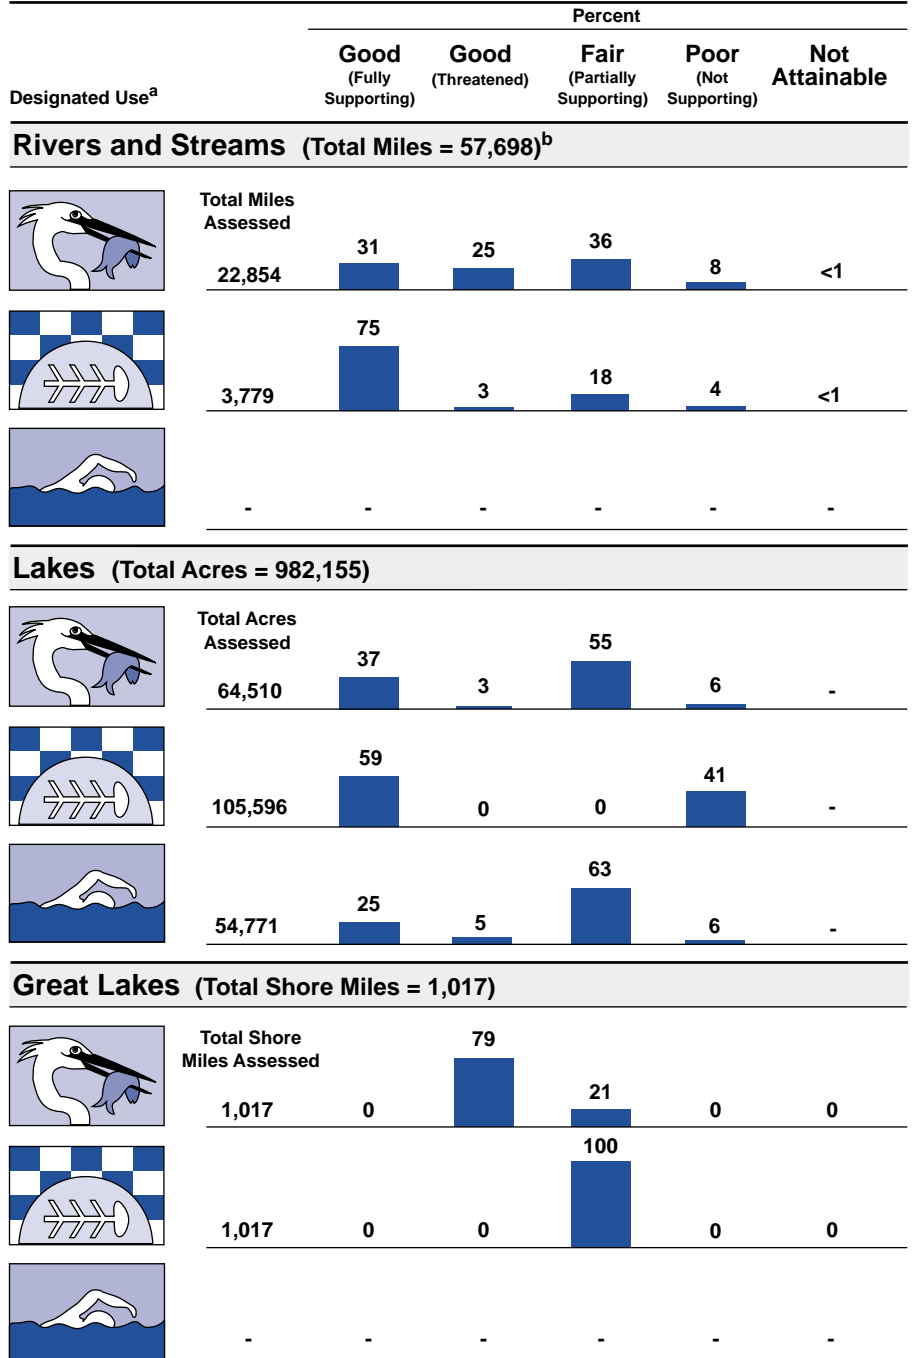 Percent
Good Good Fair Poor Not
(Fully (Threatened) (Partially (Not Attainable
Designated Use^a Supporting) Supporting) Supporting)
Rivers and Streams (Total Miles = 57,698)^b
Total Miles
Assessed
22,854 31 25 36 8 <1
3,779 75 3 18 4 <1
- - - - - -
Lakes (Total Acres = 982,155)
Total Acres
Assessed
64,510 37 3 55 6 -
105,596 59 0 0 41 -
54,771 25 5 63 6 -
Great Lakes (Total Shore Miles = 1,017)
Total Shore
Miles Assessed
1,017 0 79 21 0 0
1,017 0 0 100 0 0
- - - - - -